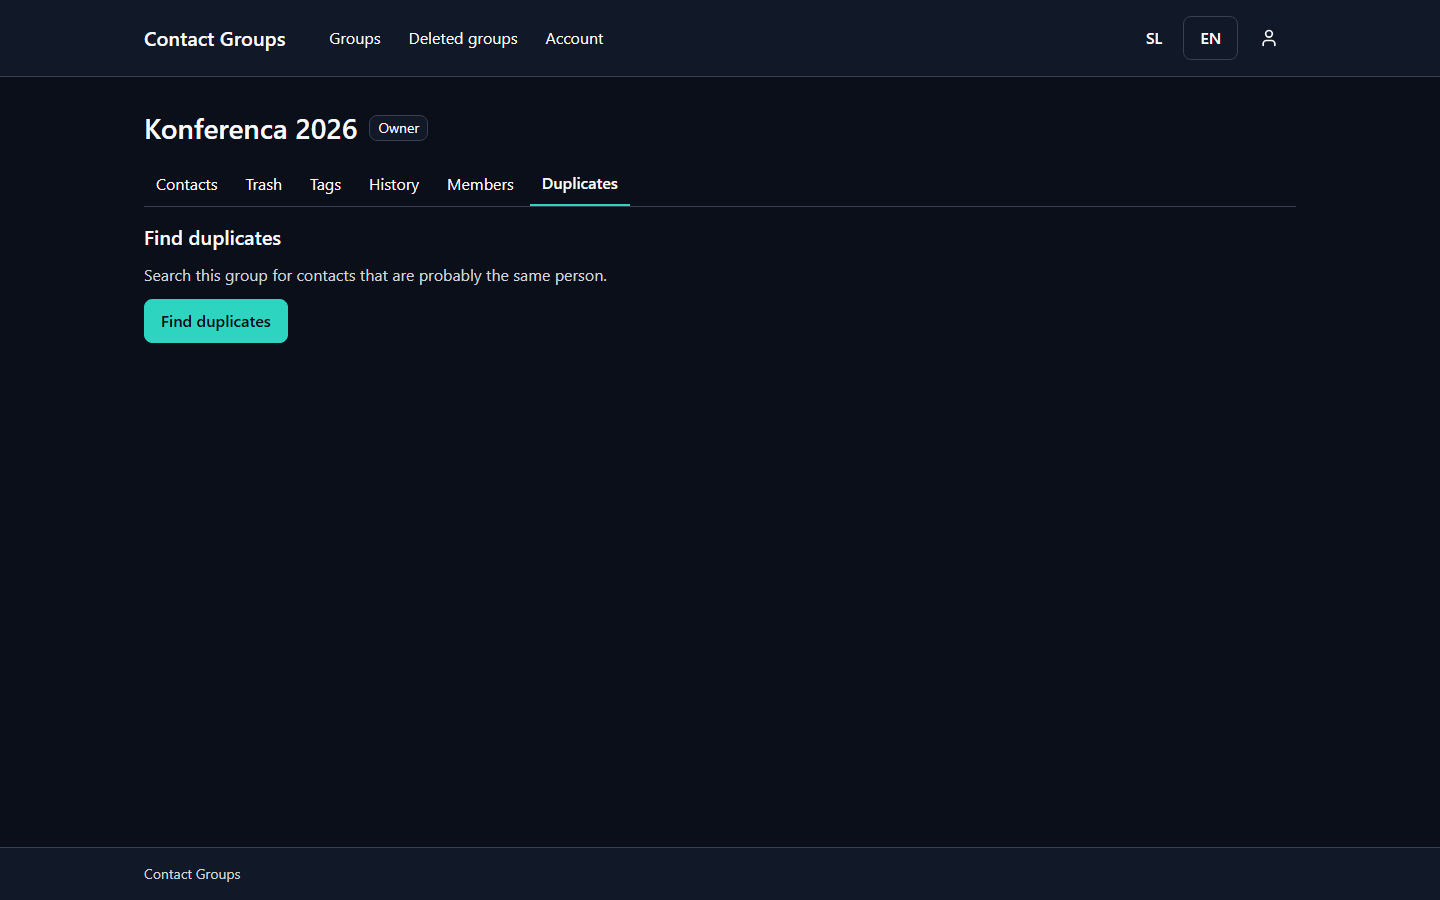 Contact Groups Groups Deleted groups Account SL EN
Konferenca 2026 Owner
Contacts Trash Tags History Members Duplicates
Find duplicates
Search this group for contacts that are probably the same person.
Find duplicates
Contact Groups